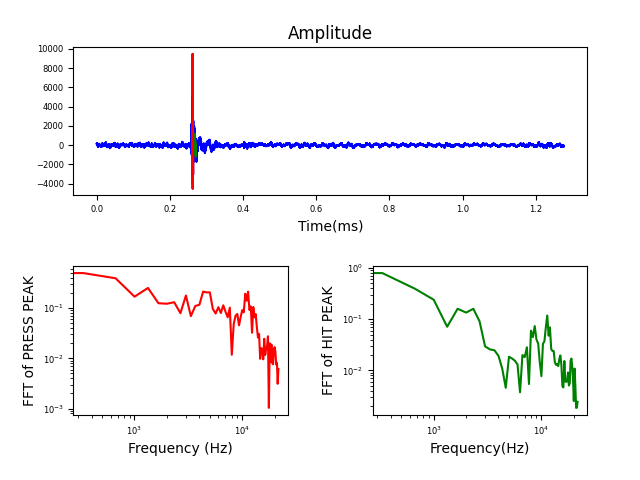 Amplitude
10000
8000
6000
4000
2000
0
−2000
−4000
0.0 0.2 0.4 0.6 0.8 1.0 1.2
Time(ms)
FFT of PRESS PEAK
10⁻¹
10⁻²
10⁻³
10³ 10⁴
Frequency (Hz)
FFT of HIT PEAK
10⁰
10⁻¹
10⁻²
10³ 10⁴
Frequency(Hz)